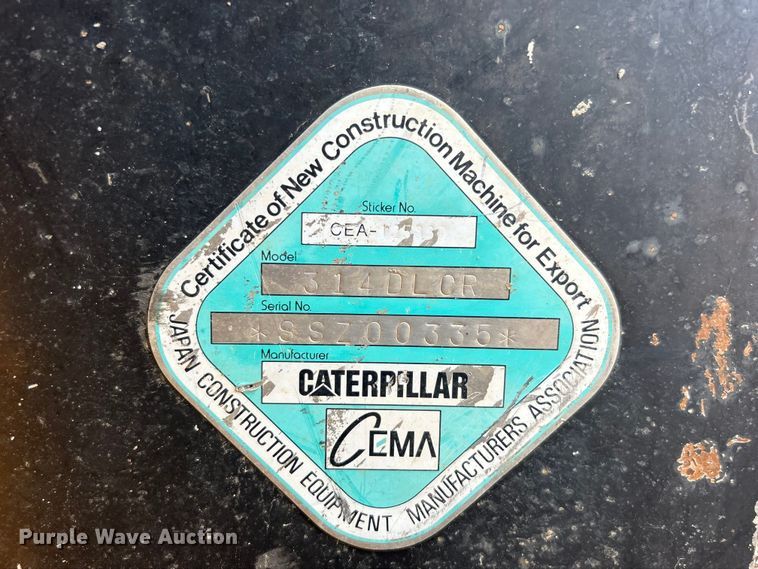 Certificate of New Construction Machine for Export
Sticker No.
CEA-
Model
314DLCR
Serial No.
*SSZ00335*
Manufacturer
CATERPILLAR
CEMA
JAPAN CONSTRUCTION EQUIPMENT MANUFACTURERS ASSOCIATION
Purple Wave Auction